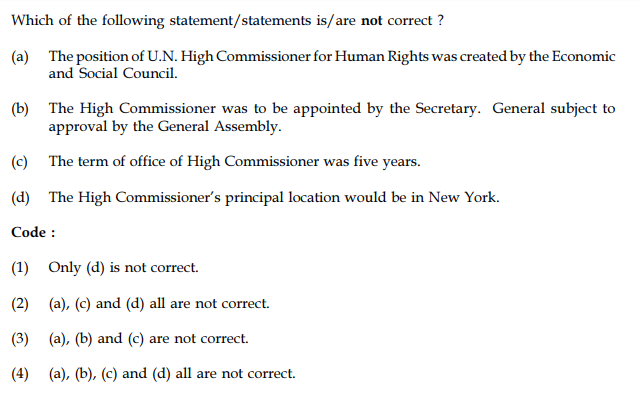 Which of the following statement/statements is/are not correct ?
(a) The position of U.N. High Commissioner for Human Rights was created by the Economic
and Social Council.
(b) The High Commissioner was to be appointed by the Secretary. General subject to
approval by the General Assembly.
(c) The term of office of High Commissioner was five years.
(d) The High Commissioner's principal location would be in New York.
Code :
(1) Only (d) is not correct.
(2) (a), (c) and (d) all are not correct.
(3) (a), (b) and (c) are not correct.
(4) (a), (b), (c) and (d) all are not correct.